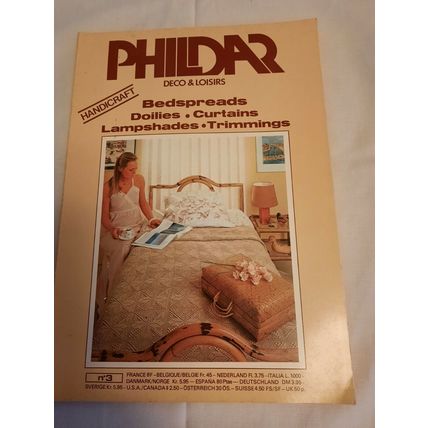 PHILDAR
DECO & LOISIRS
HANDICRAFT
Bedspreads
Doilies • Curtains
Lampshades • Trimmings
n°3
FRANCE 8F - BELGIQUE/BELGIE Fr. 45 - NEDERLAND Fl. 3,75 - ITALIA L. 1000 -
DANMARK/NORGE Kr. 5.95 - ESPAÑA 80 Ptas - DEUTSCHLAND DM 3.95
SVERIGE Kr. 5,95 - U.S.A./CANADA $ 2.50 - ÖSTERREICH 30 ÖS. - SUISSE 4.50 FS/SF - UK 50 p.